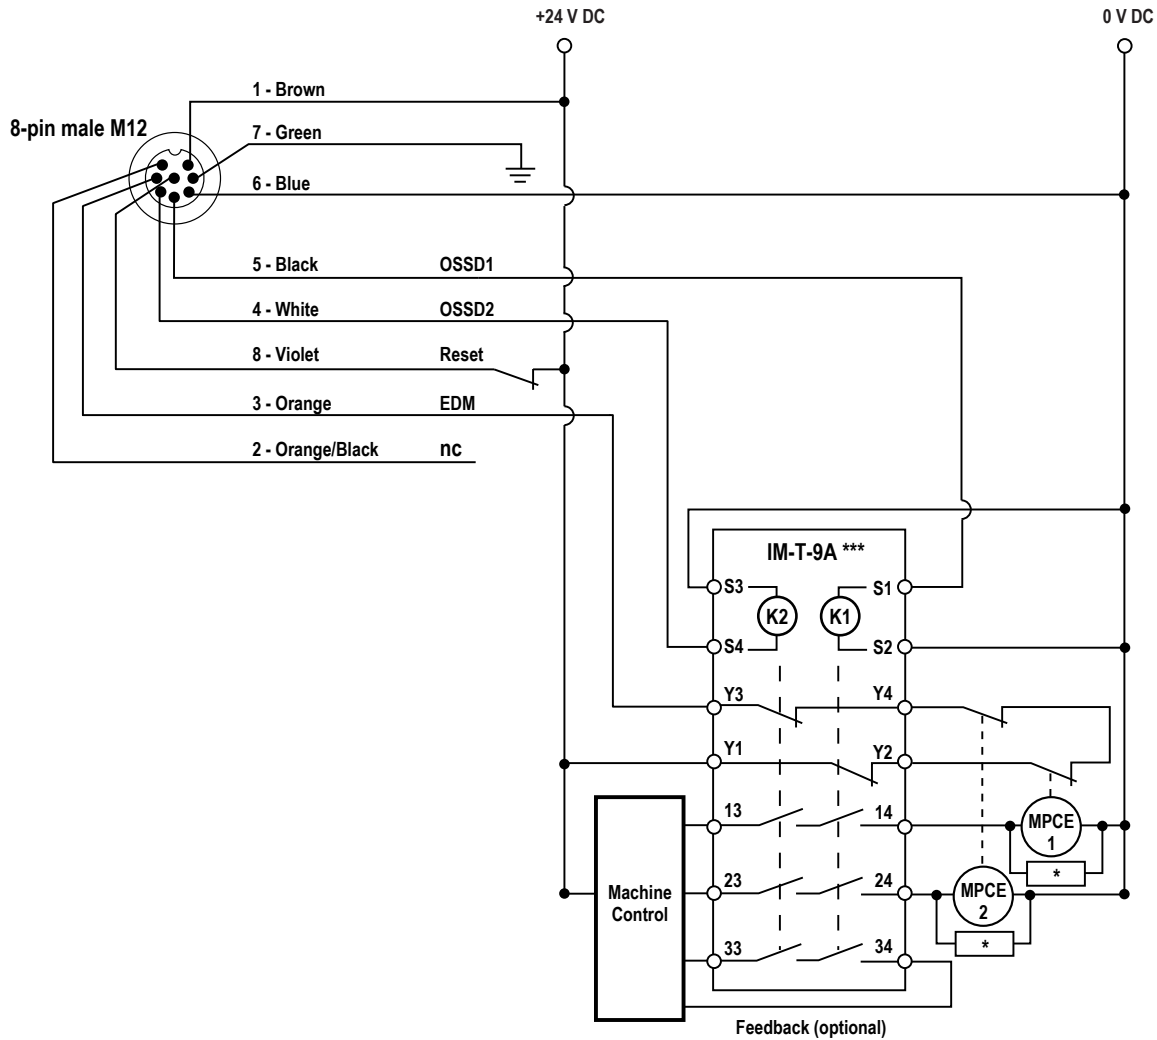 +24 V DC
0 V DC
1 - Brown
8-pin male M12
7 - Green
6 - Blue
5 - Black OSSD1
4 - White OSSD2
8 - Violet Reset
3 - Orange EDM
2 - Orange/Black nc
IM-T-9A ***
S3 K2 K1 S1
S4 S2
Y3 Y4
Y1 Y2
13 14
MPCE
1
*
23 24
Machine
Control
MPCE
2
*
33 34
Feedback (optional)